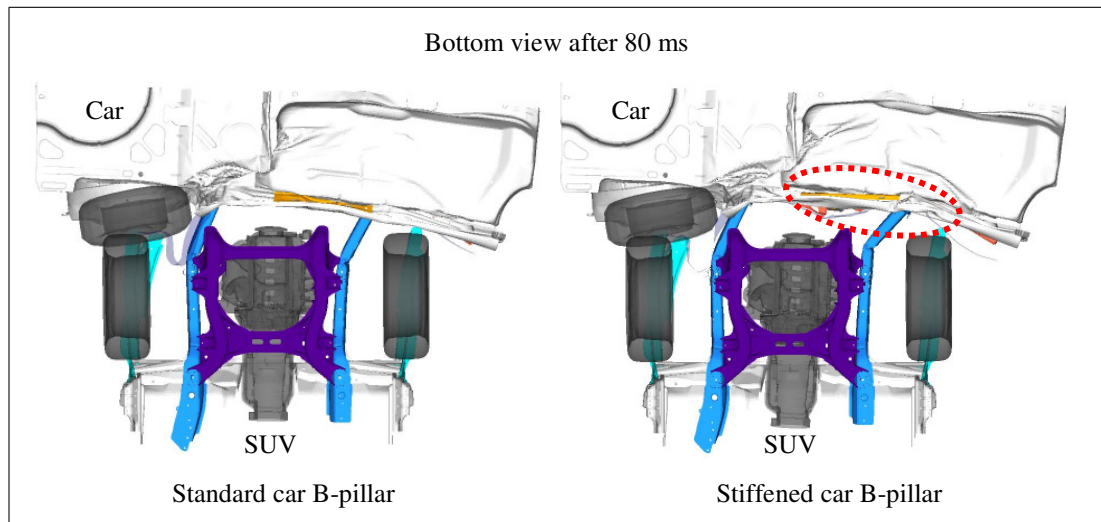 Bottom view after 80 ms
Car
Car
SUV
SUV
Standard car B-pillar
Stiffened car B-pillar